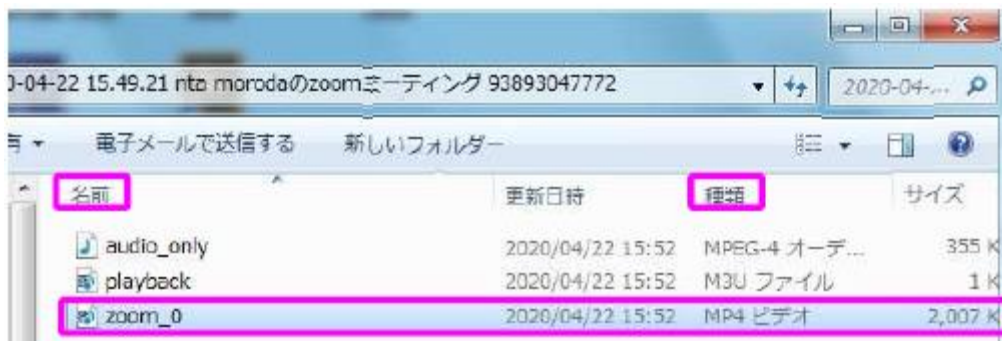 0-04-22 15.49.21 nta morodaのzoomミーティング 93893047772 2020-04-...
有 電子メールで送信する 新しいフォルダー
名前 更新日時 種類 サイズ
audio_only 2020/04/22 15:52 MPEG-4 オーデ... 355 K
playback 2020/04/22 15:52 M3U ファイル 1 K
zoom_0 2020/04/22 15:52 MP4 ビデオ 2,007 K